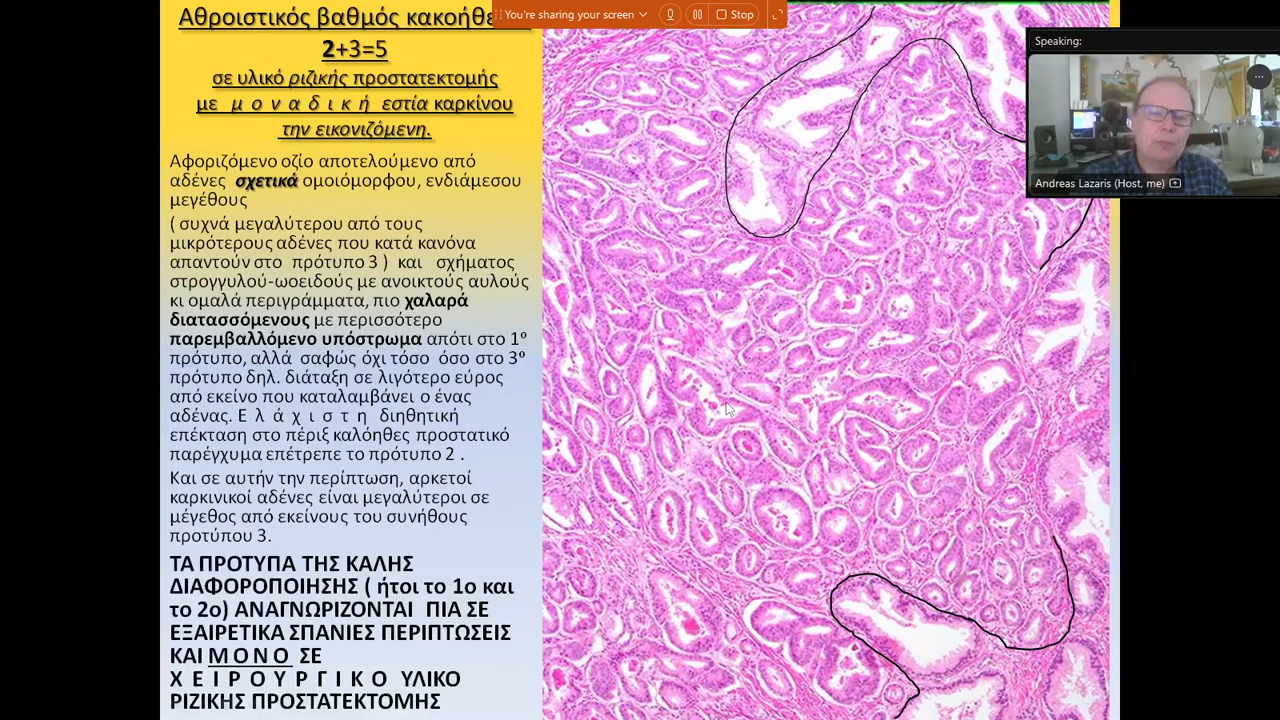 Αθροιστικός βαθμός
2+3=5
σε υλικό ριζικής προστατεκτομής
με μ ο ν α δ ι κ ή εστία καρκίνου
την εικονιζόμενη.
Αφοριζόμενο οζίο αποτελούμενο από
αδένες σχετικά ομοιόμορφου, ενδιάμεσου
μεγέθους
( συχνά μεγαλύτερου από τους
μικρότερους αδένες που κατά κανόνα
απαντούν στο πρότυπο 3 ) και σχήματος
στρογγυλού-ωοειδούς με ανοικτούς αυλούς
κι ομαλά περιγράμματα, πιο χαλαρά
διατασσόμενους με περισσότερο
παρεμβαλλόμενο υπόστρωμα απότι στο 1º
πρότυπο, αλλά σαφώς όχι τόσο όσο στο 3º
πρότυπο δηλ. διάταξη σε λιγότερο εύρος
από εκείνο που καταλαμβάνει ο ένας
αδένας. Ε λ ά χ ι σ τ η διηθητική
επέκταση στο πέριξ καλόηθες προστατικό
παρέγχυμα επέτρεπε το πρότυπο 2 .
Και σε αυτήν την περίπτωση, αρκετοί
καρκινικοί αδένες είναι μεγαλύτεροι σε
μέγεθος από εκείνους του συνήθους
προτύπου 3.
ΤΑ ΠΡΟΤΥΠΑ ΤΗΣ ΚΑΛΗΣ
ΔΙΑΦΟΡΟΠΟΙΗΣΗΣ ( ήτοι το 1ο και
το 2ο) ΑΝΑΓΝΩΡΙΖΟΝΤΑΙ ΠΙΑ ΣΕ
ΕΞΑΙΡΕΤΙΚΑ ΣΠΑΝΙΕΣ ΠΕΡΙΠΤΩΣΕΙΣ
ΚΑΙ Μ Ο Ν Ο ΣΕ
Χ Ε Ι Ρ Ο Υ Ρ Γ Ι Κ Ο ΥΛΙΚΟ
ΡΙΖΙΚΗΣ ΠΡΟΣΤΑΤΕΚΤΟΜΗΣ
You're sharing your screen
Stop
Speaking:
Andreas Lazaris (Host, me)